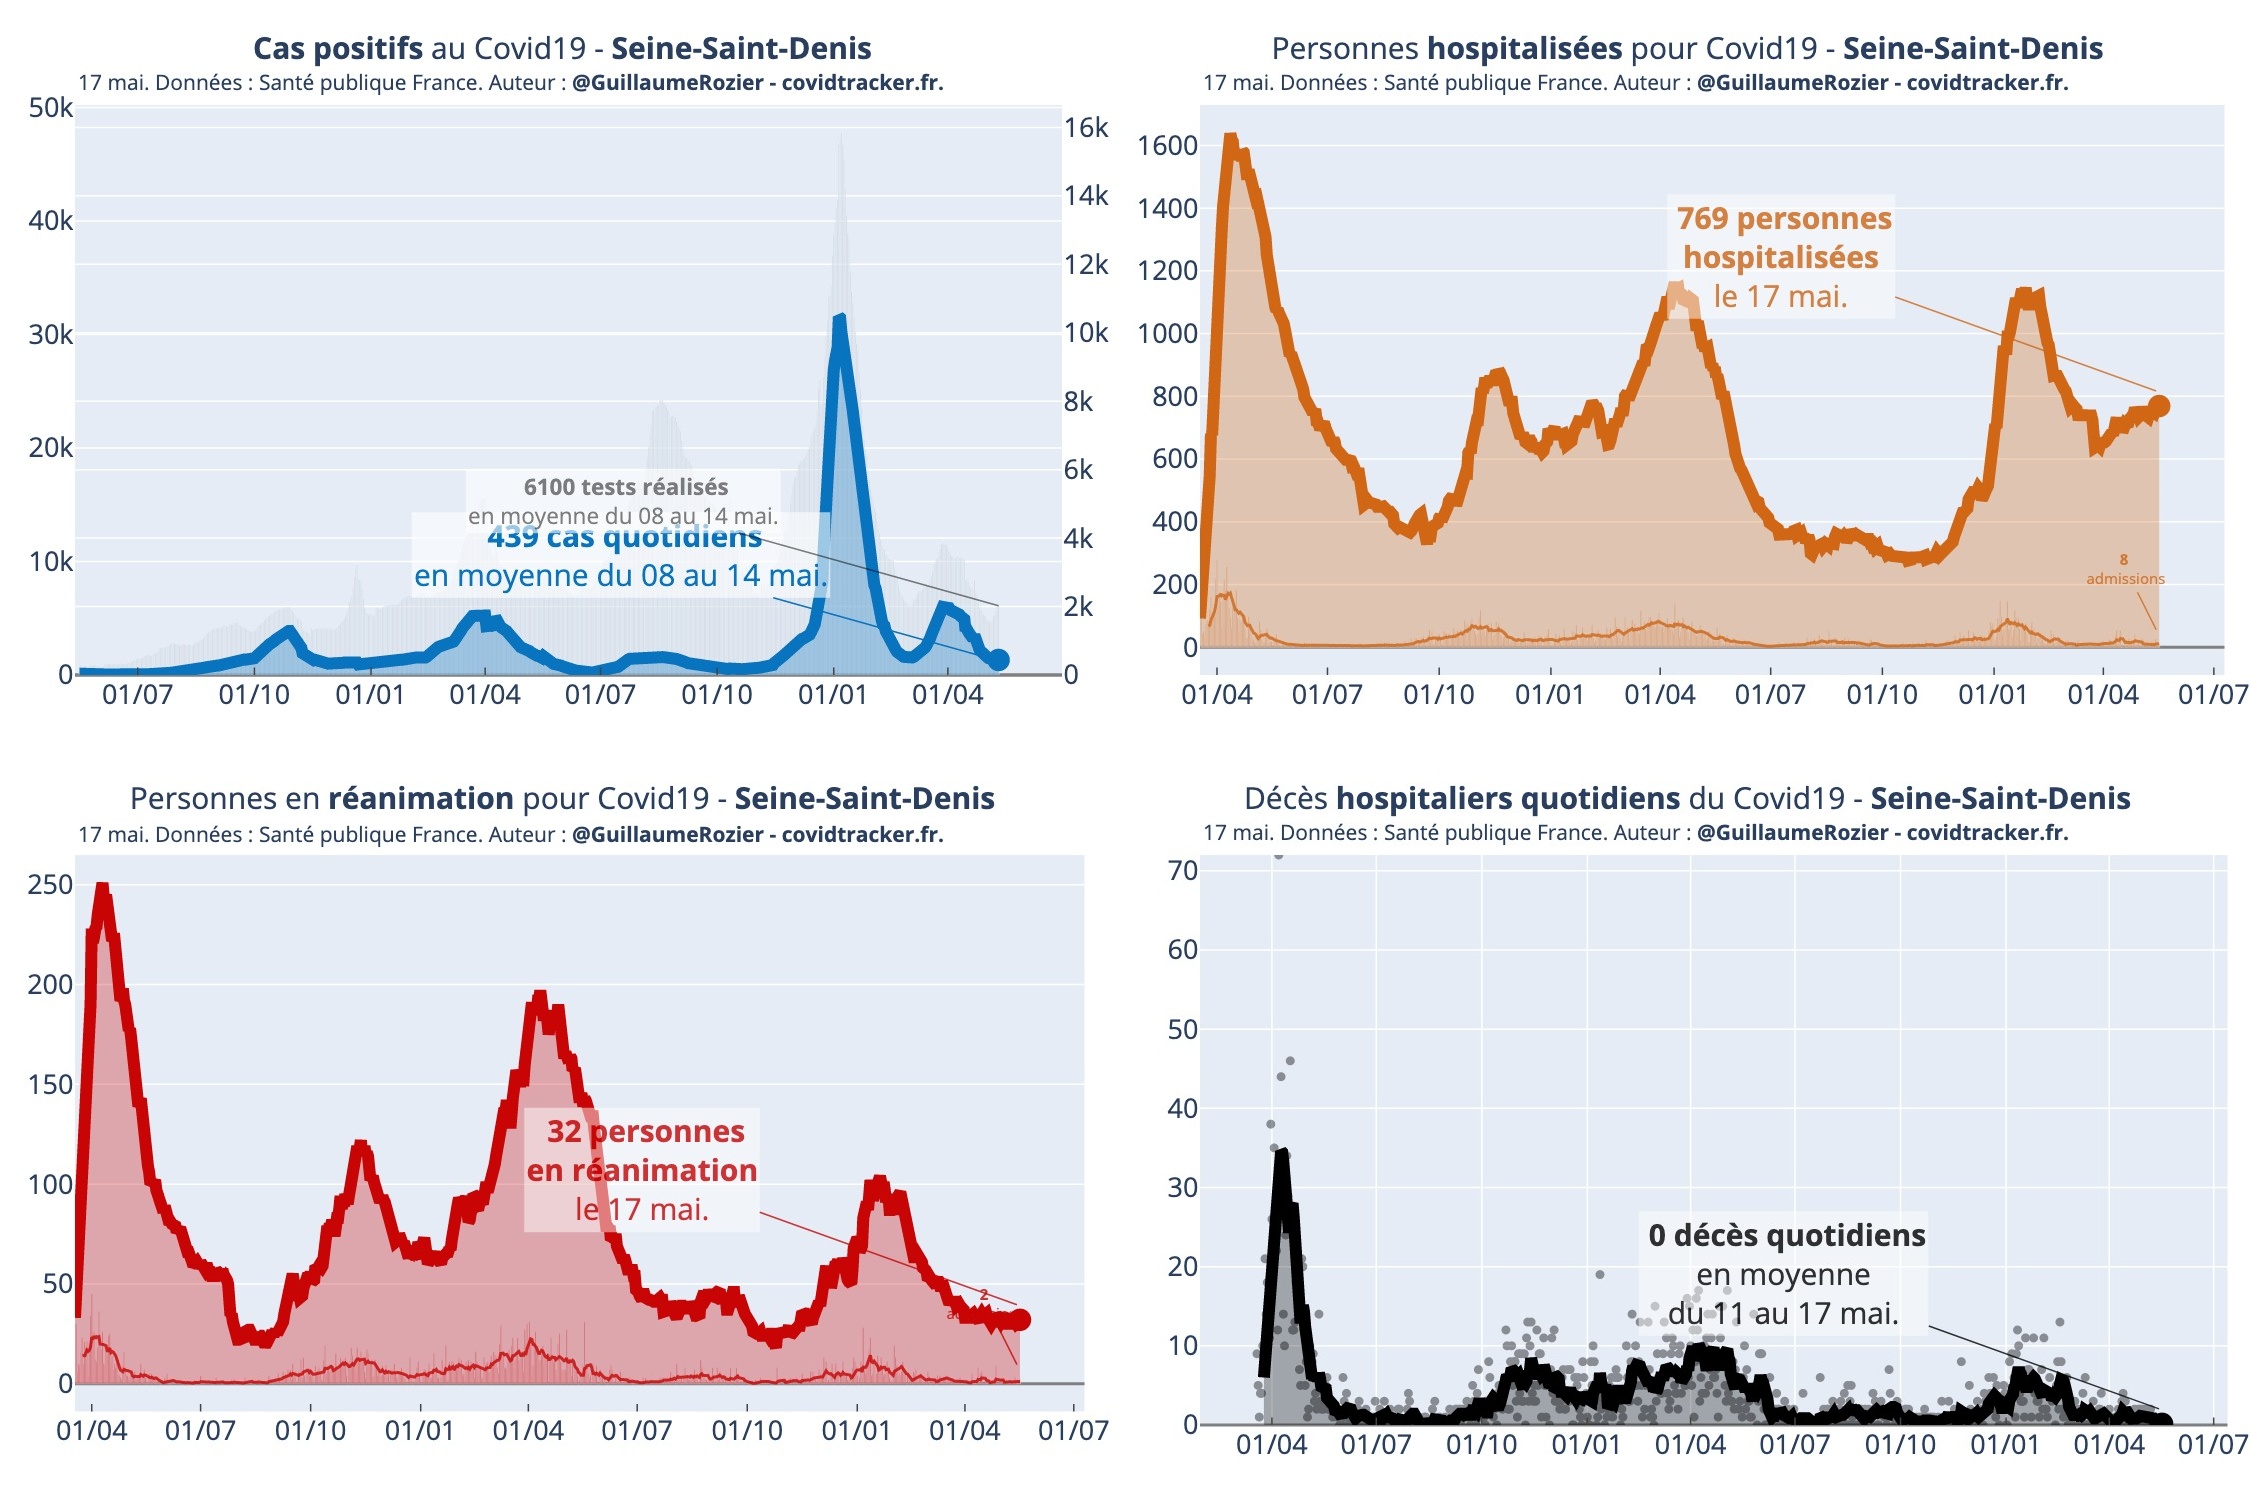 Cas positifs au Covid19 - Seine-Saint-Denis
17 mai. Données : Santé publique France. Auteur : @GuillaumeRozier - covidtracker.fr.
50k
40k
30k
20k
10k
0
16k
14k
12k
10k
8k
6k
4k
2k
0
6100 tests réalisés
en moyenne du 08 au 14 mai.
439 cas quotidiens
en moyenne du 08 au 14 mai.
01/07 01/10 01/01 01/04 01/07 01/10 01/01 01/04
Personnes hospitalisées pour Covid19 - Seine-Saint-Denis
17 mai. Données : Santé publique France. Auteur : @GuillaumeRozier - covidtracker.fr.
1600
1400
1200
1000
800
600
400
200
0
769 personnes
hospitalisées
le 17 mai.
8
admissions
01/04 01/07 01/10 01/01 01/04 01/07 01/10 01/01 01/04 01/07
Personnes en réanimation pour Covid19 - Seine-Saint-Denis
17 mai. Données : Santé publique France. Auteur : @GuillaumeRozier - covidtracker.fr.
250
200
150
100
50
0
32 personnes
en réanimation
le 17 mai.
2
01/04 01/07 01/10 01/01 01/04 01/07 01/10 01/01 01/04 01/07
Décès hospitaliers quotidiens du Covid19 - Seine-Saint-Denis
17 mai. Données : Santé publique France. Auteur : @GuillaumeRozier - covidtracker.fr.
70
60
50
40
30
20
10
0
0 décès quotidiens
en moyenne
du 11 au 17 mai.
01/04 01/07 01/10 01/01 01/04 01/07 01/10 01/01 01/04 01/07